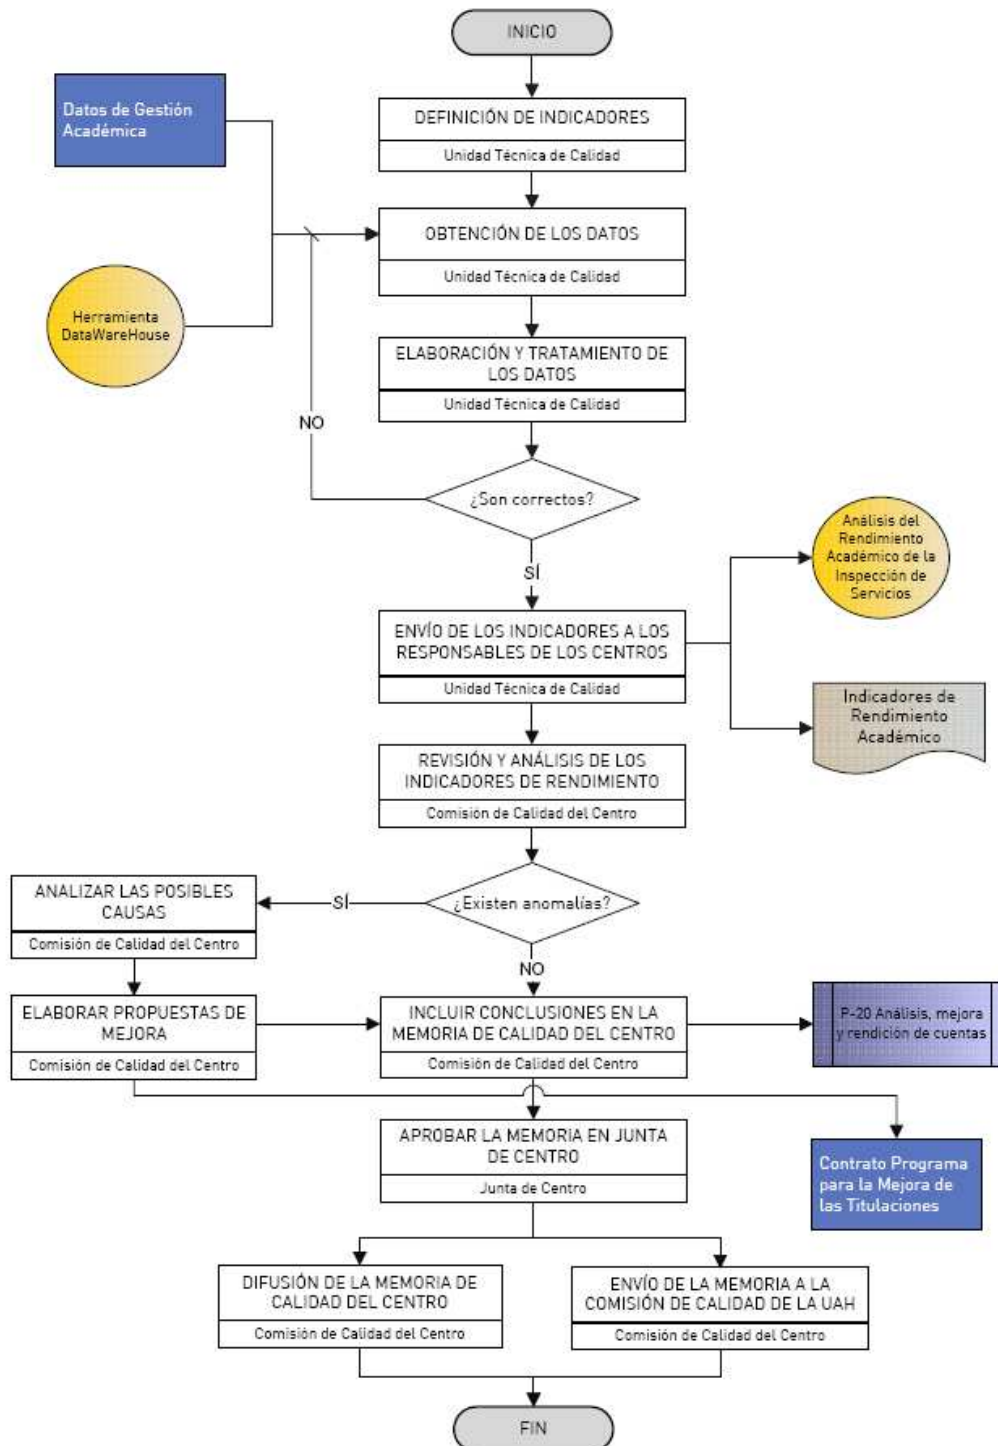 INICIO
Datos de Gestión
Académica
DEFINICIÓN DE INDICADORES
Unidad Técnica de Calidad
OBTENCIÓN DE LOS DATOS
Unidad Técnica de Calidad
Herramienta
DataWareHouse
ELABORACIÓN Y TRATAMIENTO DE
LOS DATOS
Unidad Técnica de Calidad
NO
¿Son correctos?
SÍ
Análisis del
Rendimiento
Académico de la
Inspección de
Servicios
ENVÍO DE LOS INDICADORES A LOS
RESPONSABLES DE LOS CENTROS
Unidad Técnica de Calidad
Indicadores de
Rendimiento
Académico
REVISIÓN Y ANÁLISIS DE LOS
INDICADORES DE RENDIMIENTO
Comisión de Calidad del Centro
¿Existen anomalías?
SÍ
ANALIZAR LAS POSIBLES
CAUSAS
Comisión de Calidad del Centro
NO
ELABORAR PROPUESTAS DE
MEJORA
Comisión de Calidad del Centro
INCLUIR CONCLUSIONES EN LA
MEMORIA DE CALIDAD DEL CENTRO
Comisión de Calidad del Centro
P-20 Análisis, mejora
y rendición de cuentas
APROBAR LA MEMORIA EN JUNTA
DE CENTRO
Junta de Centro
Contrato Programa
para la Mejora de
las Titulaciones
DIFUSIÓN DE LA MEMORIA DE
CALIDAD DEL CENTRO
Comisión de Calidad del Centro
ENVÍO DE LA MEMORIA A LA
COMISIÓN DE CALIDAD DE LA UAH
Comisión de Calidad del Centro
FIN